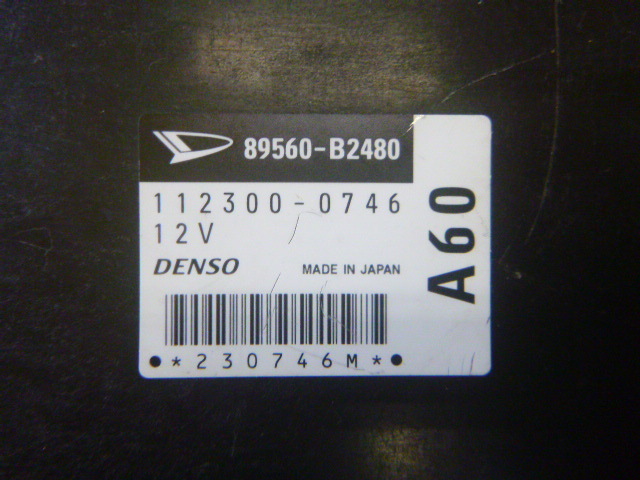 89560-B2480
112300-0746
12V
DENSO MADE IN JAPAN
*230746M*
A60